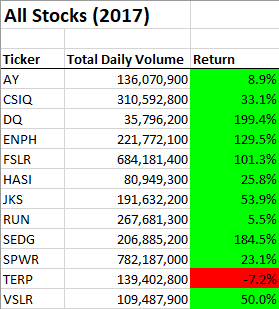 All Stocks (2017)
Ticker Total Daily Volume Return
AY 136,070,900 8.9%
CSIQ 310,592,800 33.1%
DQ 35,796,200 199.4%
ENPH 221,772,100 129.5%
FSLR 684,181,400 101.3%
HASI 80,949,300 25.8%
JKS 191,632,200 53.9%
RUN 267,681,300 5.5%
SEDG 206,885,200 184.5%
SPWR 782,187,000 23.1%
TERP 139,402,800 -7.2%
VSLR 109,487,900 50.0%